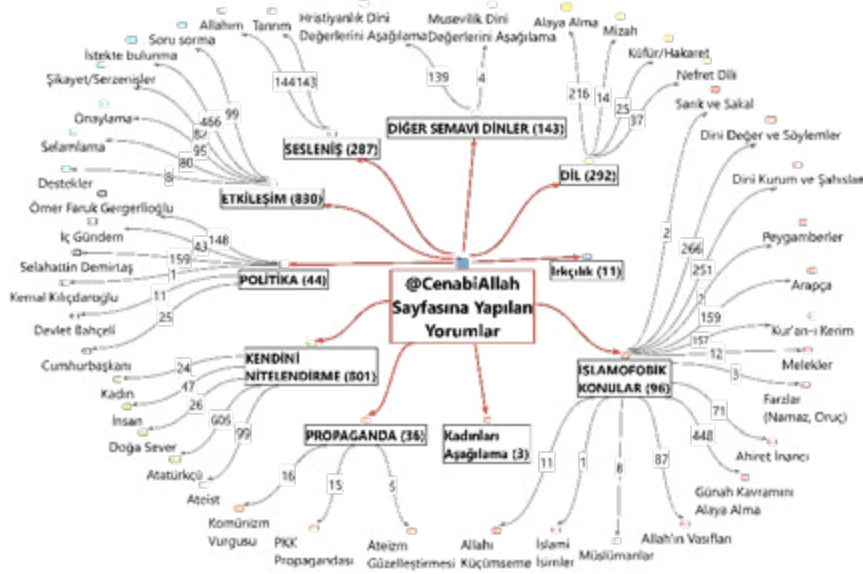 Allahım
Tanrım
Soru sorma
İstekte bulunma
Şikayet/Serzenişler
Onaylama
Selamlama
Destekler
144
143
99
466
82
95
80
8
SESLENİŞ (287)
ETKİLEŞİM (830)
Hristiyanlık Dini
Değerlerini Aşağılama
Musevilik Dini
Değerlerini Aşağılama
139
4
DİĞER SEMAVİ DİNLER (143)
Alaya Alma
Mizah
Küfür/Hakaret
Nefret Dili
216
14
25
37
DİL (292)
Ömer Faruk Gergerlioğlu
İç Gündem
Selahattin Demirtaş
Kemal Kılıçdaroğlu
Devlet Bahçeli
Cumhurbaşkanı
148
43
159
1
11
25
POLİTİKA (44)
@CenabiAllah
Sayfasına Yapılan
Yorumlar
Irkçılık (11)
Sarık ve Sakal
Dini Değer ve Söylemler
Dini Kurum ve Şahıslar
Peygamberler
Arapça
Kur'an-ı Kerim
Melekler
Farzlar
(Namaz, Oruç)
Ahiret İnancı
Günah Kavramını
Alaya Alma
2
266
251
159
157
12
71
448
İSLAMOFOBİK
KONULAR (96)
KENDİNİ
NİTELENDİRME (801)
24
47
26
605
99
Kadın
İnsan
Doğa Sever
Atatürkçü
Ateist
PROPAGANDA (36)
16
15
5
Komünizm
Vurgusu
PKK
Propagandası
Ateizm
Güzelleştirmesi
Kadınları
Aşağılama (3)
11
1
8
87
Allahı
Küçümseme
İslami
İsimler
Müslümanlar
Allah'ın Vasıfları